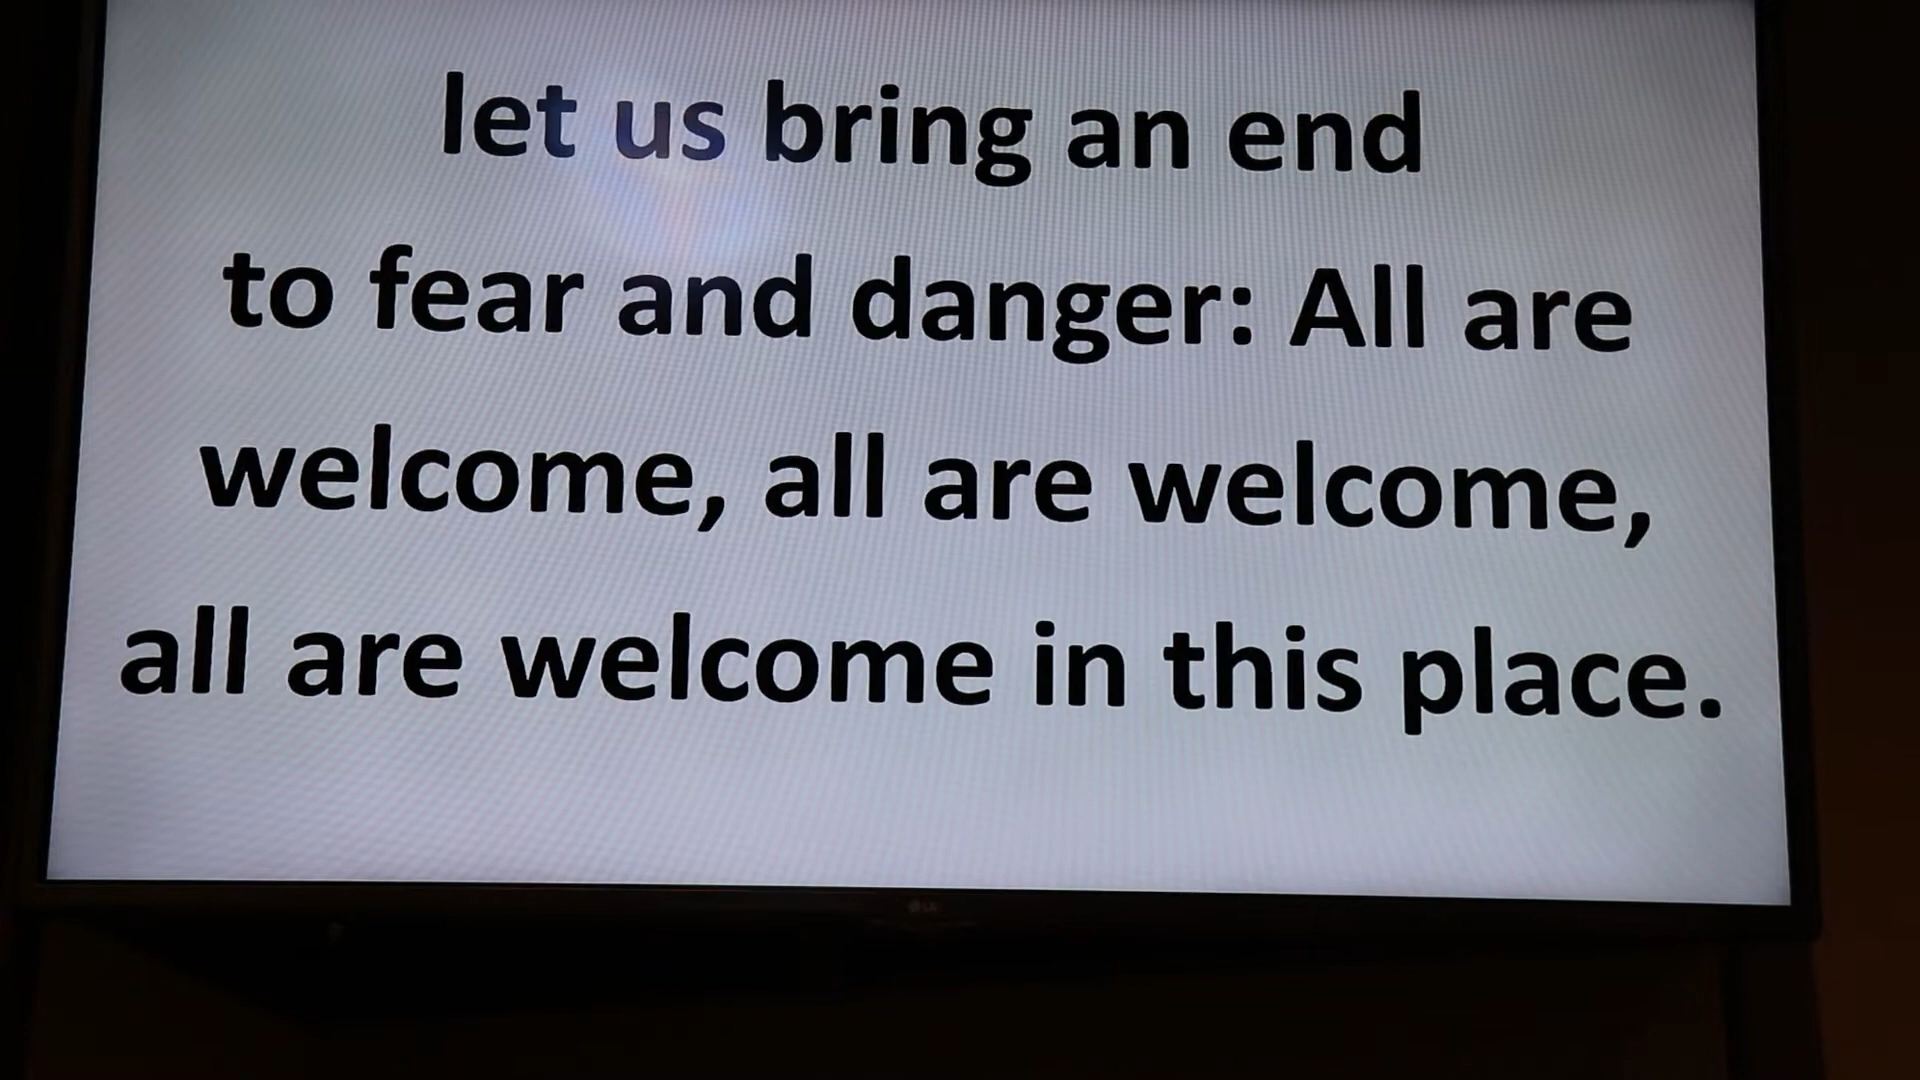 let us bring an end
to fear and danger: All are
welcome, all are welcome,
all are welcome in this place.
LG